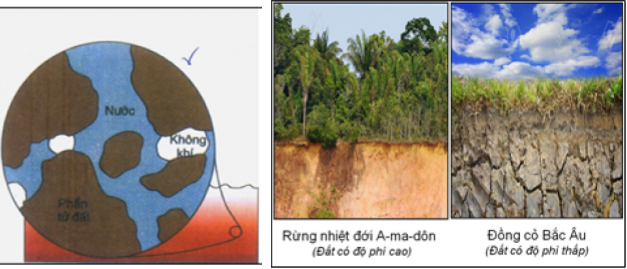 Nước
Không
khí
Phần
tử đất
Rừng nhiệt đới A-ma-dôn
(Đất có độ phì cao)
Đồng cỏ Bắc Âu
(Đất có độ phì thấp)